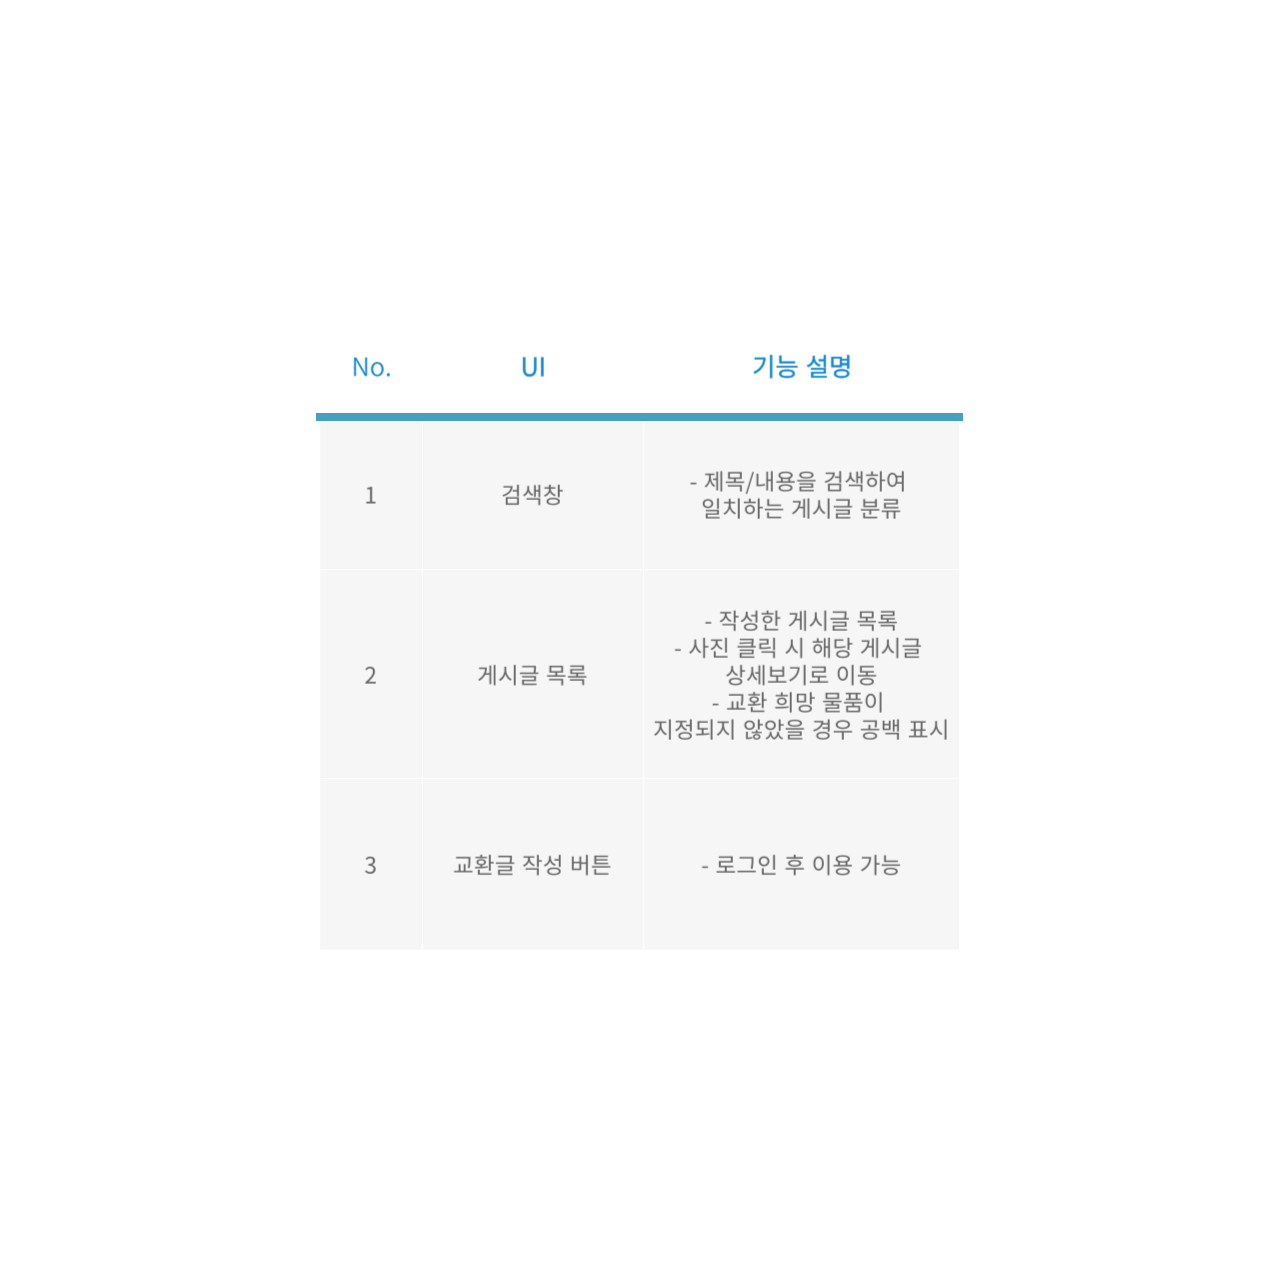 No. UI 기능 설명
1 검색창 - 제목/내용을 검색하여
일치하는 게시글 분류
2 게시글 목록 - 작성한 게시글 목록
- 사진 클릭 시 해당 게시글
상세보기로 이동
- 교환 희망 물품이
지정되지 않았을 경우 공백 표시
3 교환글 작성 버튼 - 로그인 후 이용 가능